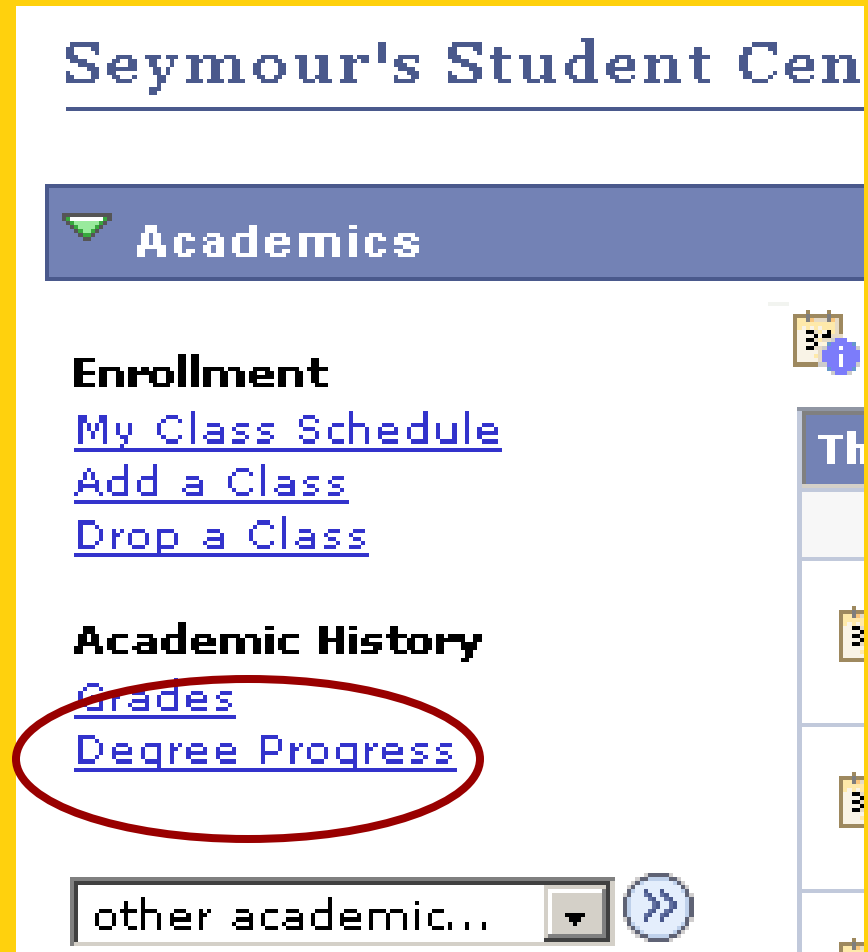 Seymour's Student Cen
Academics
Enrollment
My Class Schedule
Add a Class
Drop a Class
Academic History
Grades
Degree Progress
other academic...
Th